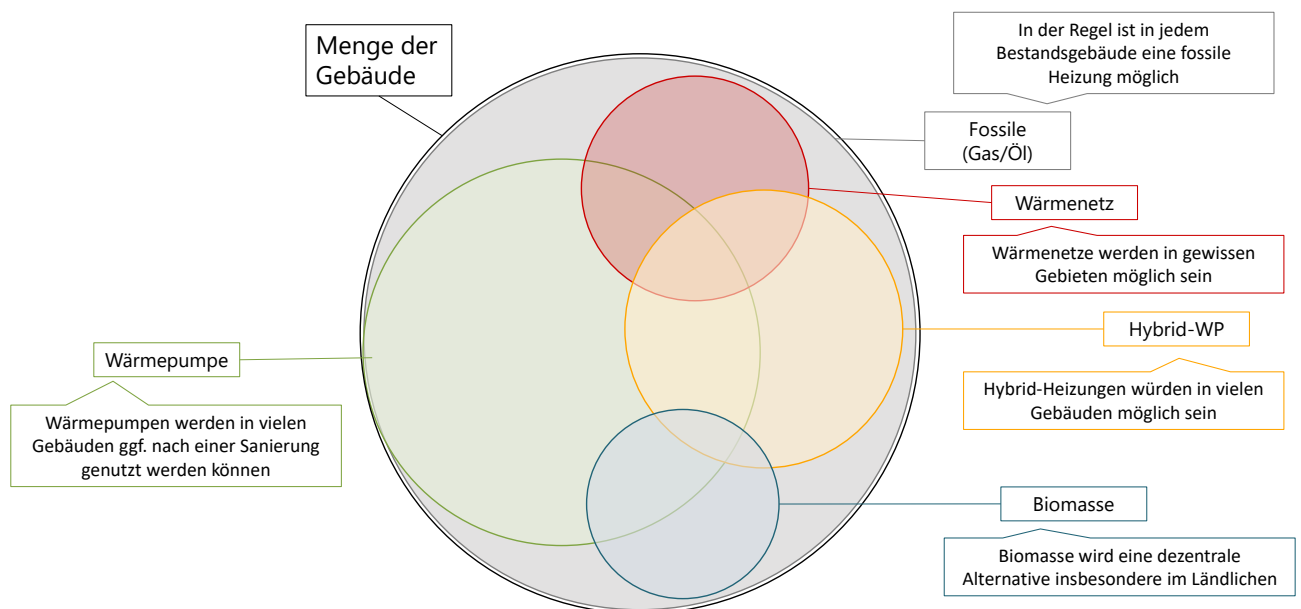 Menge der
Gebäude
In der Regel ist in jedem
Bestandsgebäude eine fossile
Heizung möglich
Fossile
(Gas/Öl)
Wärmenetz
Wärmenetze werden in gewissen
Gebieten möglich sein
Hybrid-WP
Hybrid-Heizungen würden in vielen
Gebäuden möglich sein
Wärmepumpe
Wärmepumpen werden in vielen
Gebäuden ggf. nach einer Sanierung
genutzt werden können
Biomasse
Biomasse wird eine dezentrale
Alternative insbesondere im Ländlichen